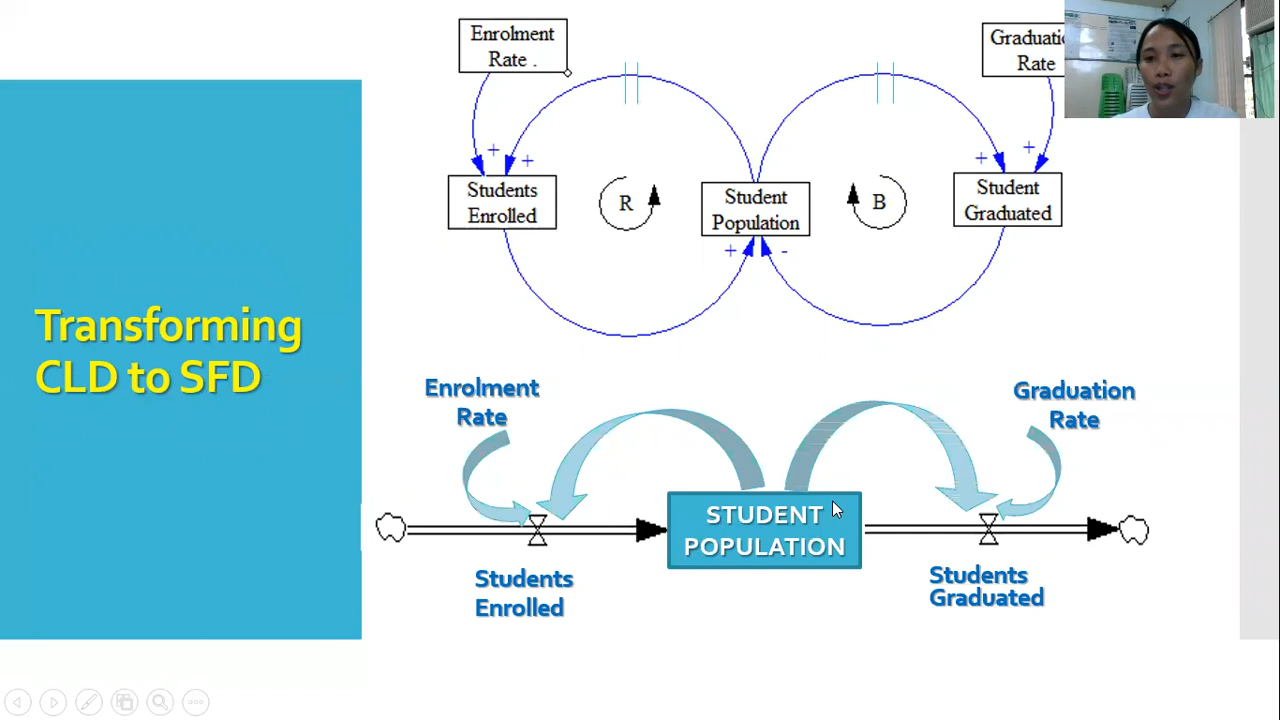 Transforming
CLD to SFD
Enrolment
Rate .
Rate
+
+
+
+
Students
Enrolled
R
Student
Population
B
Student
Graduated
+
-
Enrolment
Rate
Graduation
Rate
STUDENT
POPULATION
Students
Enrolled
Students
Graduated